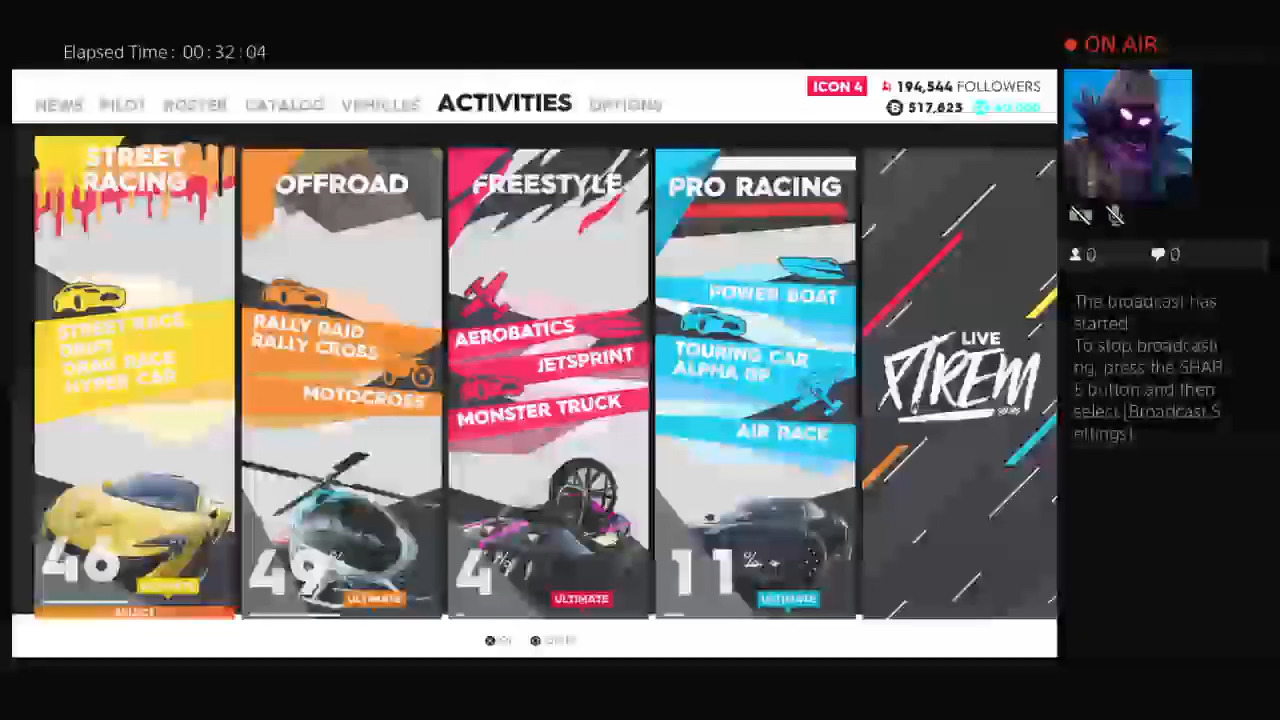 Elapsed Time: 00:32:04
ON AIR
NEWS PILOT ROSTER CATALOG VEHICLES ACTIVITIES OPTIONS
ICON 4 194,544 FOLLOWERS
517,623
STREET
RACING
STREET RACE
DRIFT
DRAG RACE
HYPER CAR
46
SELECT
OFFROAD
RALLY RAID
RALLY CROSS
MOTOCROSS
49%
ULTIMATE
FREESTYLE
AEROBATICS
JETSPRINT
MONSTER TRUCK
4%
ULTIMATE
PRO RACING
POWER BOAT
TOURING CAR
ALPHA GP
AIR RACE
11%
ULTIMATE
LIVE
XTREM
0 0
The broadcast has
started.
To stop broadcasti
ng, press the SHAR
E button and then
select [Broadcast S
ettings].